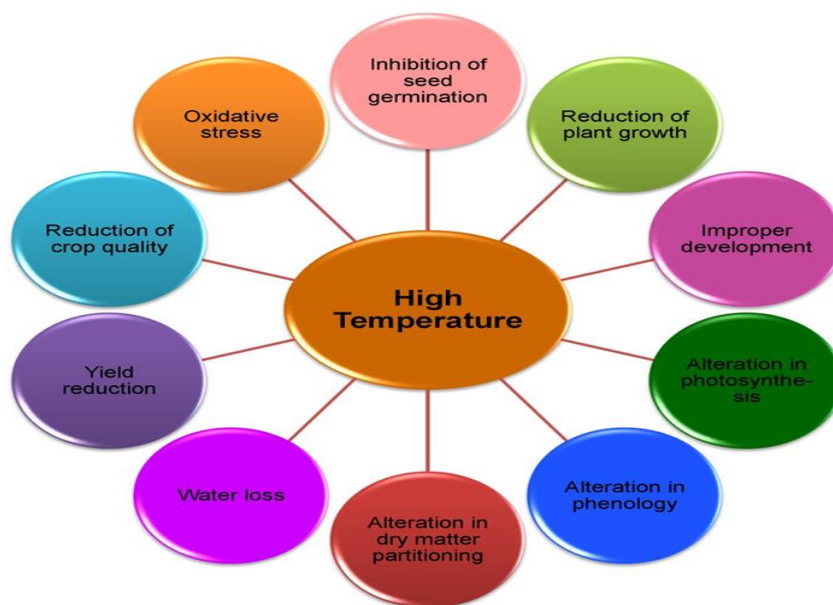 Inhibition of
seed
germination
Reduction of
plant growth
Improper
development
Alteration in
photosynthe-
sis
Alteration in
phenology
Alteration in
dry matter
partitioning
Water loss
Yield
reduction
Reduction of
crop quality
Oxidative
stress
High
Temperature